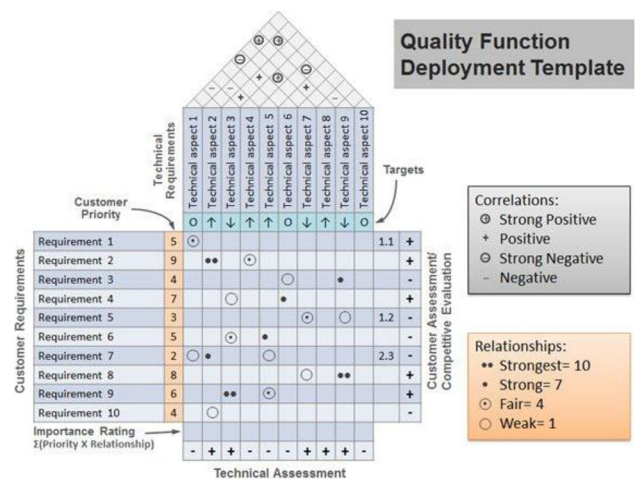 Quality Function
Deployment Template
Technical
Requirements
Technical aspect 1
Technical aspect 2
Technical aspect 3
Technical aspect 4
Technical aspect 5
Technical aspect 6
Technical aspect 7
Technical aspect 8
Technical aspect 9
Technical aspect 10
Targets
Customer
Priority
O ↑ ↓ ↑ ↑ O ↓ ↑ ↓ O
Customer Requirements
Requirement 1 5 1.1 +
Requirement 2 9 +
Requirement 3 4 -
Requirement 4 7 +
Requirement 5 3 1.2 -
Requirement 6 5 -
Requirement 7 2 2.3 -
Requirement 8 8 +
Requirement 9 6 +
Requirement 10 4 -
Customer Assessment/
Competitive Evaluation
Importance Rating
Σ(Priority X Relationship)
- + + - - - + + + -
Technical Assessment
Correlations:
⊕ Strong Positive
+ Positive
⊖ Strong Negative
− Negative
Relationships:
●● Strongest= 10
● Strong= 7
⊙ Fair= 4
○ Weak= 1